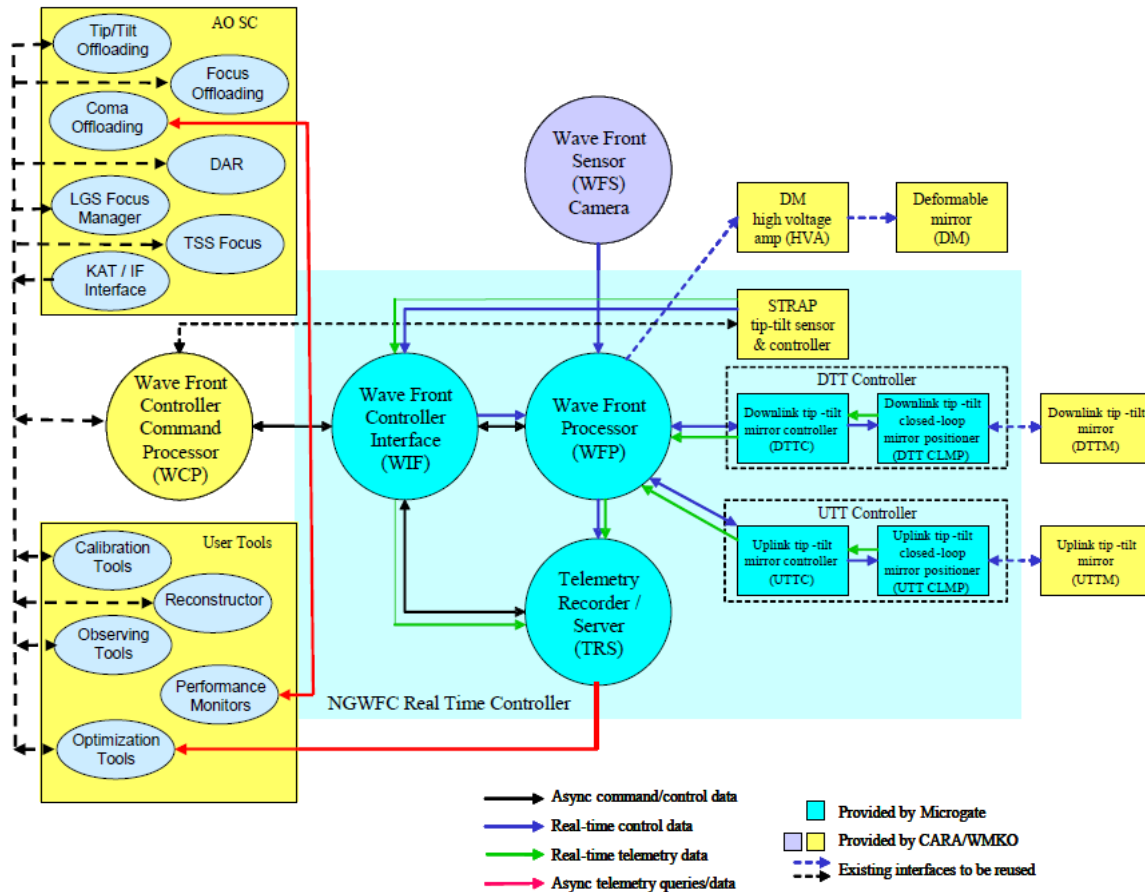 AO SC
Tip/Tilt
Offloading
Focus
Offloading
Coma
Offloading
DAR
LGS Focus
Manager
TSS Focus
KAT / IF
Interface
Wave Front
Sensor
(WFS)
Camera
DM
high voltage
amp (HVA)
Deformable
mirror
(DM)
STRAP
tip-tilt sensor
& controller
Wave Front
Controller
Command
Processor
(WCP)
Wave Front
Controller
Interface
(WIF)
Wave Front
Processor
(WFP)
DTT Controller
Downlink tip -tilt
mirror controller
(DTTC)
Downlink tip -tilt
closed-loop
mirror positioner
(DTT CLMP)
Downlink tip -tilt
mirror
(DTTM)
UTT Controller
Uplink tip -tilt
mirror controller
(UTTC)
Uplink tip -tilt
closed-loop
mirror positioner
(UTT CLMP)
Uplink tip -tilt
mirror
(UTTM)
User Tools
Calibration
Tools
Reconstructor
Observing
Tools
Performance
Monitors
Optimization
Tools
Telemetry
Recorder /
Server
(TRS)
NGWFC Real Time Controller
Async command/control data
Real-time control data
Real-time telemetry data
Async telemetry queries/data
Provided by Microgate
Provided by CARA/WMKO
Existing interfaces to be reused